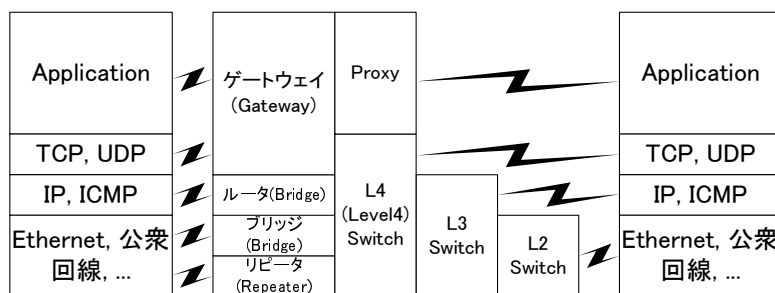 Application
TCP, UDP
IP, ICMP
Ethernet, 公衆
回線, ...
ゲートウェイ
(Gateway)
ルータ(Bridge)
ブリッジ
(Bridge)
リピータ
(Repeater)
Proxy
L4
(Level4)
Switch
L3
Switch
L2
Switch
Application
TCP, UDP
IP, ICMP
Ethernet, 公衆
回線, ...